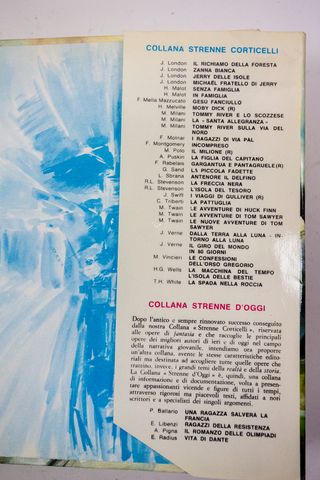 COLLANA STRENNE CORTICELLI
J. London IL RICHIAMO DELLA FORESTA
J. London ZANNA BIANCA
J. London JERRY DELLE ISOLE
J. London MICHAEL FRATELLO DI JERRY
H. Malot SENZA FAMIGLIA
H. Malot IN FAMIGLIA
F. Mella Mazzucato GESÙ FANCIULLO
H. Melville MOBY DICK (R)
M. Milani TOMMY RIVER E LO SCOZZESE
M. Milani LA «SANTA ALLEGRANZA»
M. Milani TOMMY RIVER SULLA VIA DEL
NORD
F. Molnar I RAGAZZI DI VIA PAL
F. Montgomery INCOMPRESO
M. Polo IL MILIONE (R)
A. Puskin LA FIGLIA DEL CAPITANO
F. Rabelais GARGANTUA E PANTAGRUELE(R)
G. Sand LA PICCOLA FADETTE
L. Sbrana ANTENORE IL DELFINO
R.L. Stevenson LA FRECCIA NERA
R.L. Stevenson L'ISOLA DEL TESORO
J. Swift I VIAGGI DI GULLIVER (R)
C. Triberti LA PATTUGLIA
M. Twain LE AVVENTURE DI HUCK FINN
M. Twain LE AVVENTURE DI TOM SAWYER
M. Twain LE NUOVE AVVENTURE DI TOM
SAWYER
J. Verne DALLA TERRA ALLA LUNA - IN-
TORNO ALLA LUNA
J. Verne IL GIRO DEL MONDO
IN 80 GIORNI
M. Vincieri LE CONFESSIONI
DELL'ORSO GREGORIO
H.G. Wells LA MACCHINA DEL TEMPO
L'ISOLA DELLE BESTIE
T.H. White LA SPADA NELLA ROCCIA
COLLANA STRENNE D'OGGI
Dopo l'antico e sempre rinnovato successo conseguito
dalla nostra Collana «Strenne Corticelli», riservata
alle opere di fantasia e che raccoglie le principali
opere dei migliori autori di ieri e di oggi nel campo
della narrativa giovanile, intendiamo ora proporre
un'altra collana, avente le stesse caratteristiche edito-
riali ma destinata ad accogliere tutte quelle opere che
trattino, invece, i grandi temi della realtà e della storia.
La Collana «Strenne d'Oggi» è, quindi, una collana
di informazione e di documentazione, volta a presen-
tare appassionanti vicende e figure di tutti i tempi,
attraverso rigorosi ma piacevoli testi, affidati a noti
scrittori e a specialisti dei singoli argomenti.
P. Ballario UNA RAGAZZA SALVERÀ LA
FRANCIA
E. Libenzi RAGAZZI DELLA RESISTENZA
A. Pigna IL ROMANZO DELLE OLIMPIADI
E. Radius VITA DI DANTE